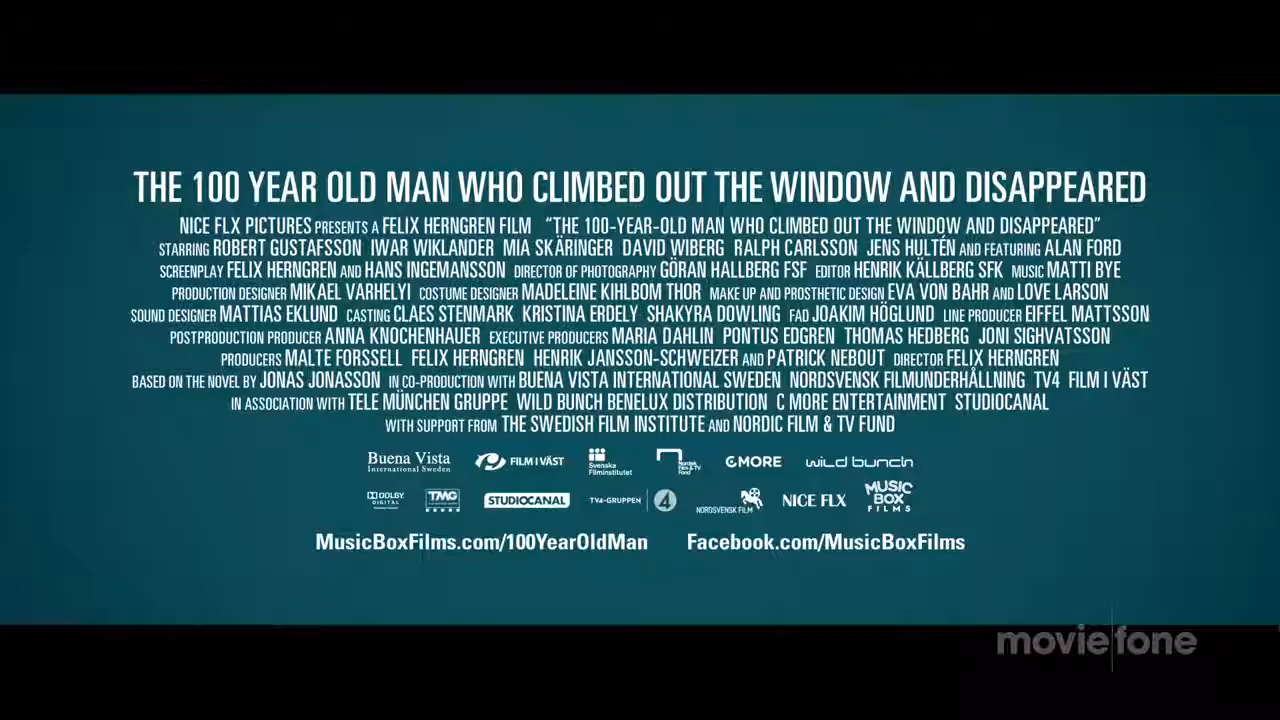 THE 100 YEAR OLD MAN WHO CLIMBED OUT THE WINDOW AND DISAPPEARED
NICE FLX PICTURES PRESENTS A FELIX HERNGREN FILM "THE 100-YEAR-OLD MAN WHO CLIMBED OUT THE WINDOW AND DISAPPEARED"
STARRING ROBERT GUSTAFSSON IWAR WIKLANDER MIA SKÄRINGER DAVID WIBERG RALPH CARLSSON JENS HULTÉN AND FEATURING ALAN FORD
SCREENPLAY FELIX HERNGREN AND HANS INGEMANSSON DIRECTOR OF PHOTOGRAPHY GÖRAN HALLBERG FSF EDITOR HENRIK KÄLLBERG SFK MUSIC MATTI BYE
PRODUCTION DESIGNER MIKAEL VARHELYI COSTUME DESIGNER MADELEINE KIHLBOM THOR MAKE UP AND PROSTHETIC DESIGN EVA VON BAHR AND LOVE LARSON
SOUND DESIGNER MATTIAS EKLUND CASTING CLAES STENMARK KRISTINA ERDELY SHAKYRA DOWLING FAD JOAKIM HÖGLUND LINE PRODUCER EIFFEL MATTSSON
POSTPRODUCTION PRODUCER ANNA KNOCHENHAUER EXECUTIVE PRODUCERS MARIA DAHLIN PONTUS EDGREN THOMAS HEDBERG JONI SIGHVATSSON
PRODUCERS MALTE FORSSELL FELIX HERNGREN HENRIK JANSSON-SCHWEIZER AND PATRICK NEBOUT DIRECTOR FELIX HERNGREN
BASED ON THE NOVEL BY JONAS JONASSON IN CO-PRODUCTION WITH BUENA VISTA INTERNATIONAL SWEDEN NORDSVENSK FILMUNDERHÅLLNING TV4 FILM I VÄST
IN ASSOCIATION WITH TELE MÜNCHEN GRUPPE WILD BUNCH BENELUX DISTRIBUTION C MORE ENTERTAINMENT STUDIOCANAL
WITH SUPPORT FROM THE SWEDISH FILM INSTITUTE AND NORDIC FILM & TV FUND
Buena Vista International Sweden FILM I VÄST Svenska Filminstitutet Nordisk Film & TV Fond CMORE wild bunch
DOLBY DIGITAL TMG STUDIOCANAL TV4-GRUPPEN 4 NORDSVENSK FILM NICE FLX MUSIC BOX FILMS
MusicBoxFilms.com/100YearOldMan Facebook.com/MusicBoxFilms
moviefone